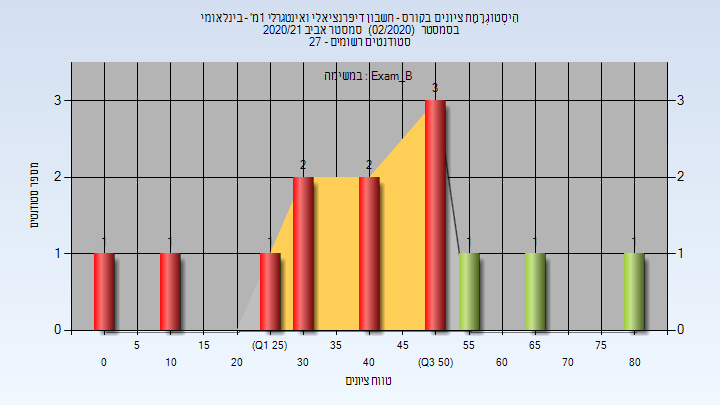 היסטוגרמת ציונים בקורס - חשבון דיפרנציאלי ואינטגרלי 1מ' - בינלאומי
בסמסטר (02/2020) סמסטר אביב 2020/21
סטודנטים רשומים - 27
במשימה : Exam_B
מספר סטודנטים
3 3
2 2
1 1
0 0
1 1 1 2 2 3 1 1 1
5 15 (Q1 25) 35 45 55 65 75
0 10 20 30 40 (Q3 50) 60 70 80
טווח ציונים